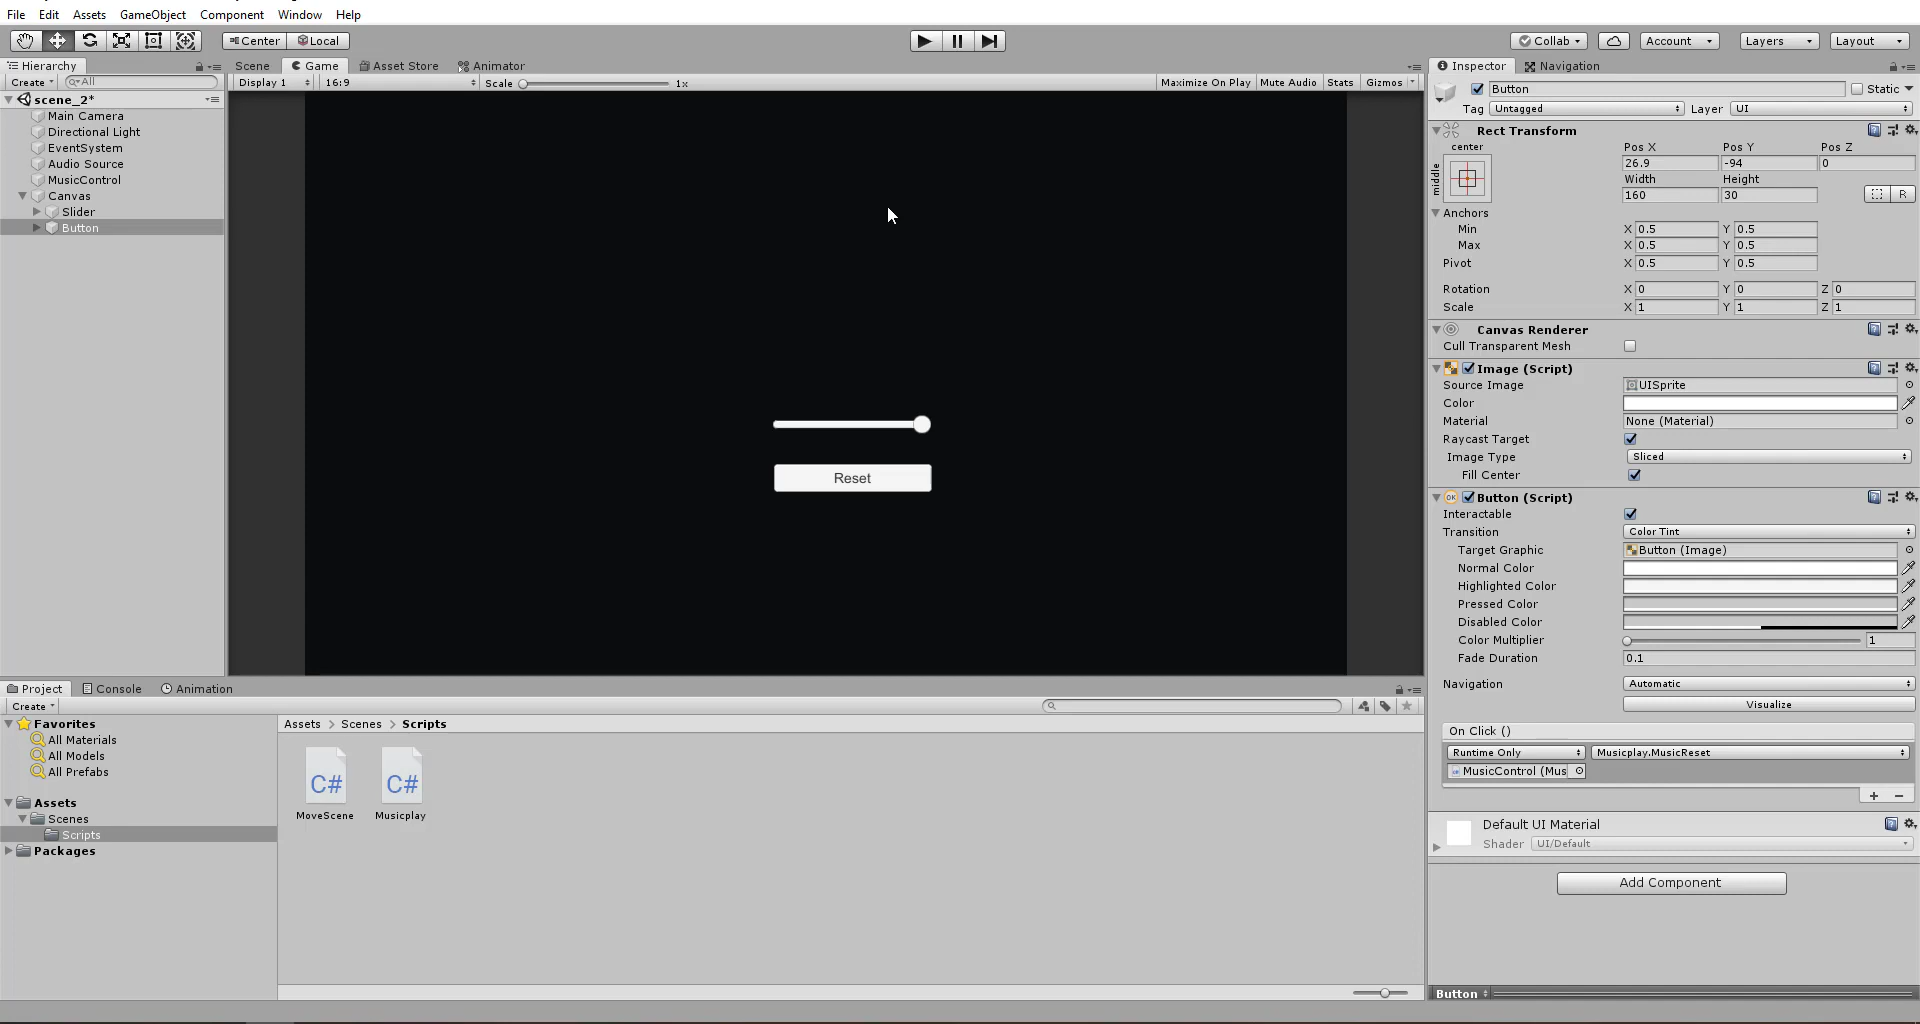 File Edit Assets GameObject Component Window Help
Center Local Collab Account Layers Layout
Hierarchy
Create All
scene_2*
Main Camera
Directional Light
EventSystem
Audio Source
MusicControl
Canvas
Slider
Button
Scene Game Asset Store Animator
Display 1 16:9 Scale 1x Maximize On Play Mute Audio Stats Gizmos
Reset
Inspector Navigation
Button Static
Tag Untagged Layer UI
Rect Transform
center
middle
Pos X Pos Y Pos Z
26.9 -94 0
Width Height
160 30 R
Anchors
Min X 0.5 Y 0.5
Max X 0.5 Y 0.5
Pivot X 0.5 Y 0.5
Rotation X 0 Y 0 Z 0
Scale X 1 Y 1 Z 1
Canvas Renderer
Cull Transparent Mesh
Image (Script)
Source Image UISprite
Color
Material None (Material)
Raycast Target
Image Type Sliced
Fill Center
OK Button (Script)
Interactable
Transition Color Tint
Target Graphic Button (Image)
Normal Color
Highlighted Color
Pressed Color
Disabled Color
Color Multiplier 1
Fade Duration 0.1
Navigation Automatic
Visualize
On Click ()
Runtime Only Musicplay.MusicReset
MusicControl (Mus
+ −
Default UI Material
Shader UI/Default
Add Component
Button
Project Console Animation
Create
Favorites
All Materials
All Models
All Prefabs
Assets
Scenes
Scripts
Packages
Assets > Scenes > Scripts
C# C#
MoveScene Musicplay